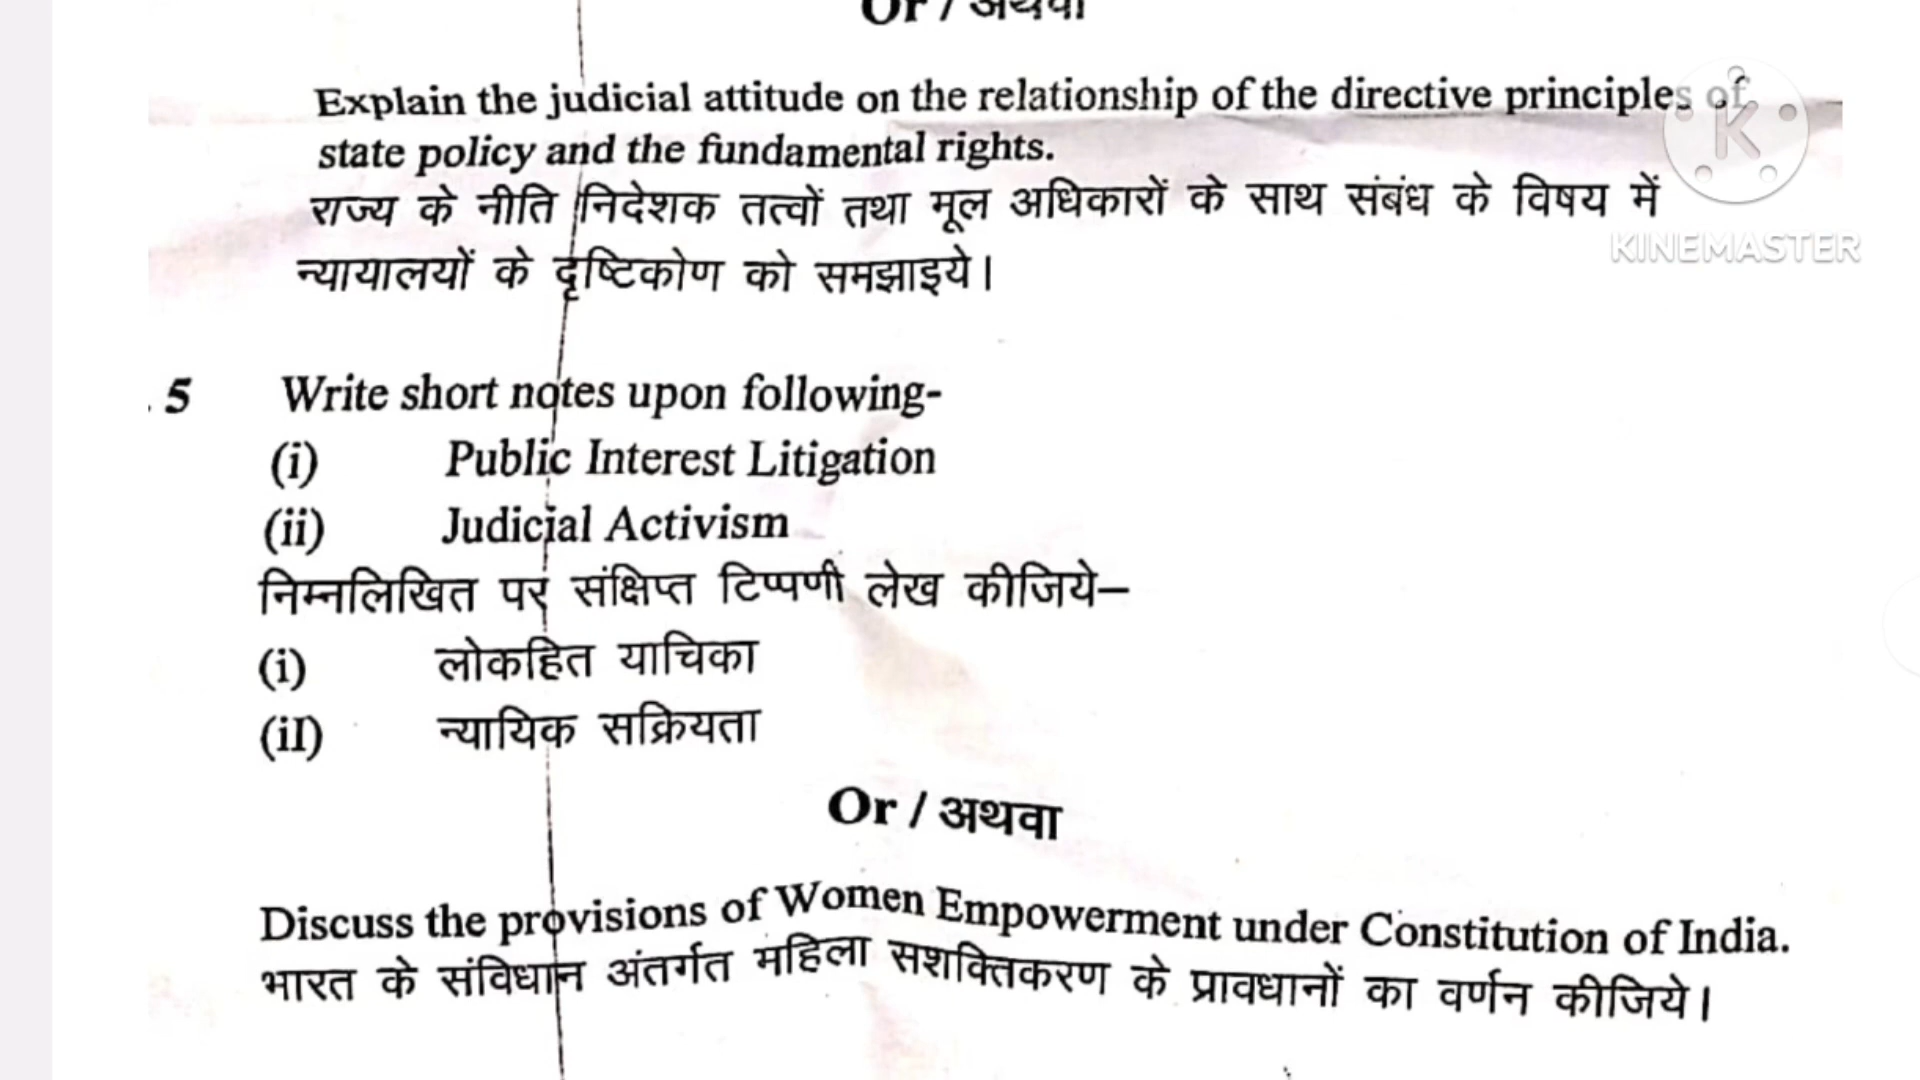 Or / अथवा
Explain the judicial attitude on the relationship of the directive principles of
state policy and the fundamental rights.
राज्य के नीति निदेशक तत्वों तथा मूल अधिकारों के साथ संबंध के विषय में
न्यायालयों के दृष्टिकोण को समझाइये।
K
KINEMASTER
. 5 Write short notes upon following-
(i) Public Interest Litigation
(ii) Judicial Activism
निम्नलिखित पर संक्षिप्त टिप्पणी लेख कीजिये–
(i) लोकहित याचिका
(iI) न्यायिक सक्रियता
Or / अथवा
Discuss the provisions of Women Empowerment under Constitution of India.
भारत के संविधान अंतर्गत महिला सशक्तिकरण के प्रावधानों का वर्णन कीजिये।